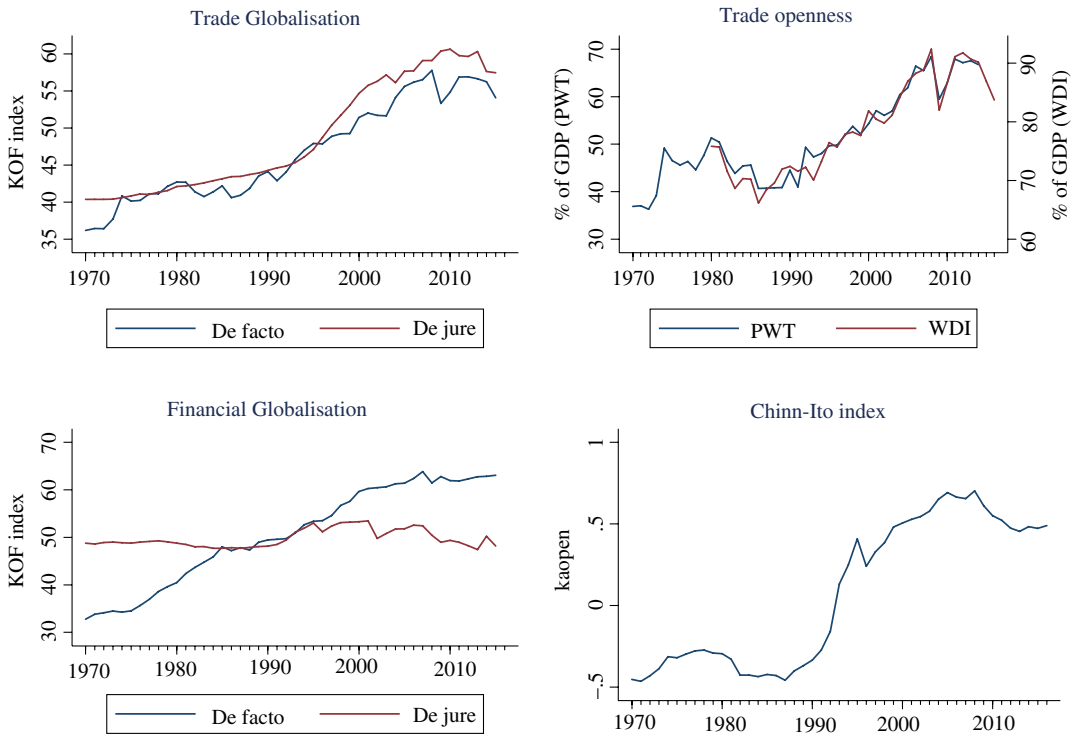 Trade Globalisation
KOF index
60
55
50
45
40
35
1970 1980 1990 2000 2010
De facto De jure
Trade openness
% of GDP (PWT)
70
60
50
40
30
% of GDP (WDI)
90
80
70
60
1970 1980 1990 2000 2010
PWT WDI
Financial Globalisation
KOF index
70
60
50
40
30
1970 1980 1990 2000 2010
De facto De jure
Chinn-Ito index
kaopen
1
.5
0
-.5
1970 1980 1990 2000 2010